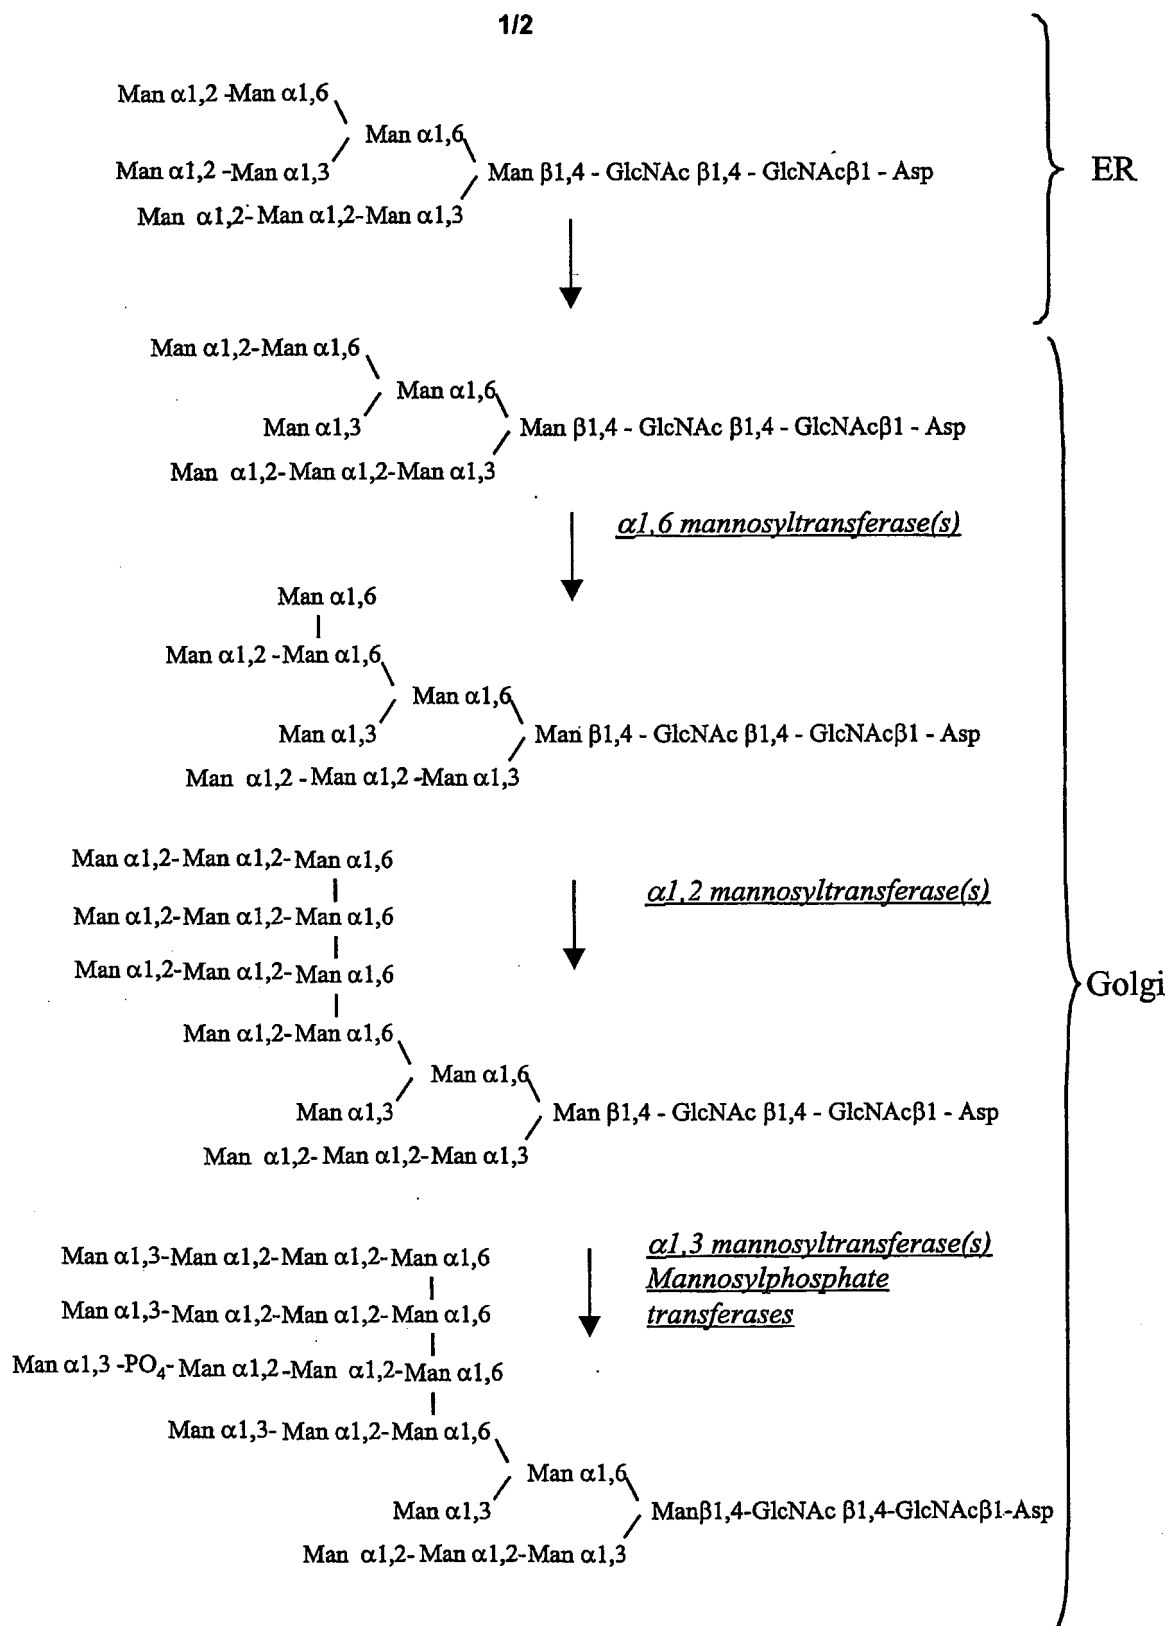 1/2
Man α1,2 -Man α1,6
Man α1,6
Man α1,2 -Man α1,3
Man β1,4 - GlcNAc β1,4 - GlcNAcβ1 - Asp
ER
Man α1,2- Man α1,2-Man α1,3
Man α1,2-Man α1,6
Man α1,6
Man α1,3
Man β1,4 - GlcNAc β1,4 - GlcNAcβ1 - Asp
Man α1,2- Man α1,2-Man α1,3
α1,6 mannosyltransferase(s)
Man α1,6
Man α1,2 -Man α1,6
Man α1,6
Man α1,3
Man β1,4 - GlcNAc β1,4 - GlcNAcβ1 - Asp
Man α1,2 - Man α1,2 -Man α1,3
Man α1,2- Man α1,2- Man α1,6
α1,2 mannosyltransferase(s)
Man α1,2-Man α1,2- Man α1,6
Man α1,2-Man α1,2- Man α1,6
Golgi
Man α1,2-Man α1,6
Man α1,6
Man α1,3
Man β1,4 - GlcNAc β1,4 - GlcNAcβ1 - Asp
Man α1,2- Man α1,2-Man α1,3
Man α1,3-Man α1,2-Man α1,2-Man α1,6
α1,3 mannosyltransferase(s)
Mannosylphosphate
transferases
Man α1,3-Man α1,2-Man α1,2-Man α1,6
Man α1,3 -PO4- Man α1,2-Man α1,2-Man α1,6
Man α1,3- Man α1,2-Man α1,6
Man α1,6
Man α1,3
Manβ1,4-GlcNAc β1,4-GlcNAcβ1-Asp
Man α1,2- Man α1,2-Man α1,3